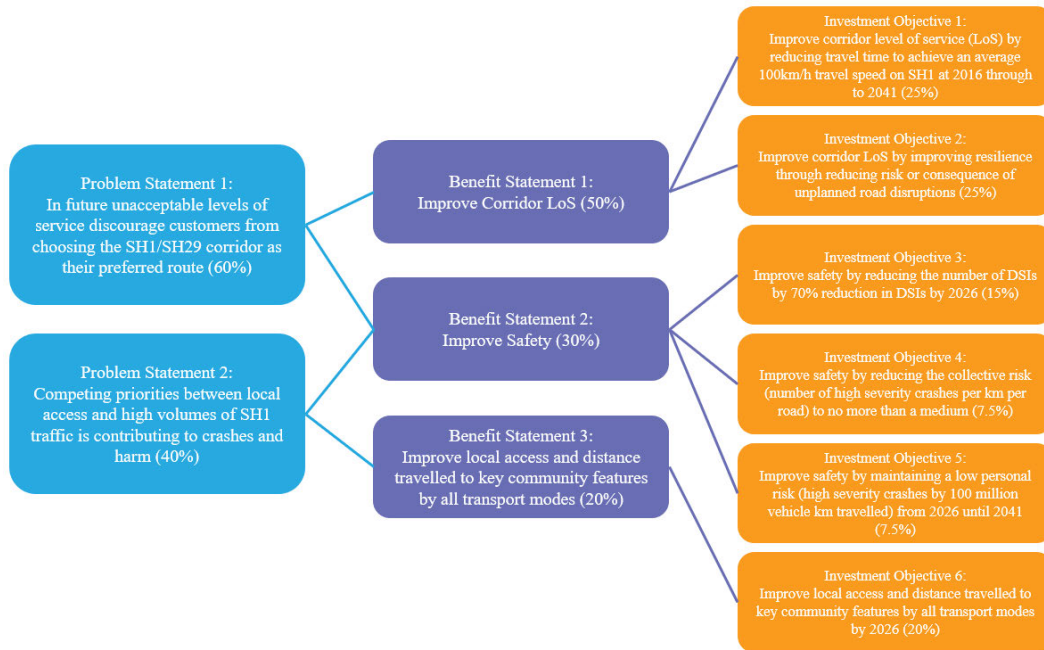 Problem Statement 1:
In future unacceptable levels of
service discourage customers from
choosing the SH1/SH29 corridor as
their preferred route (60%)
Problem Statement 2:
Competing priorities between local
access and high volumes of SH1
traffic is contributing to crashes and
harm (40%)
Benefit Statement 1:
Improve Corridor LoS (50%)
Benefit Statement 2:
Improve Safety (30%)
Benefit Statement 3:
Improve local access and distance
travelled to key community features
by all transport modes (20%)
Investment Objective 1:
Improve corridor level of service (LoS) by
reducing travel time to achieve an average
100km/h travel speed on SH1 at 2016 through
to 2041 (25%)
Investment Objective 2:
Improve corridor LoS by improving resilience
through reducing risk or consequence of
unplanned road disruptions (25%)
Investment Objective 3:
Improve safety by reducing the number of DSIs
by 70% reduction in DSIs by 2026 (15%)
Investment Objective 4:
Improve safety by reducing the collective risk
(number of high severity crashes per km per
road) to no more than a medium (7.5%)
Investment Objective 5:
Improve safety by maintaining a low personal
risk (high severity crashes by 100 million
vehicle km travelled) from 2026 until 2041
(7.5%)
Investment Objective 6:
Improve local access and distance travelled to
key community features by all transport modes
by 2026 (20%)